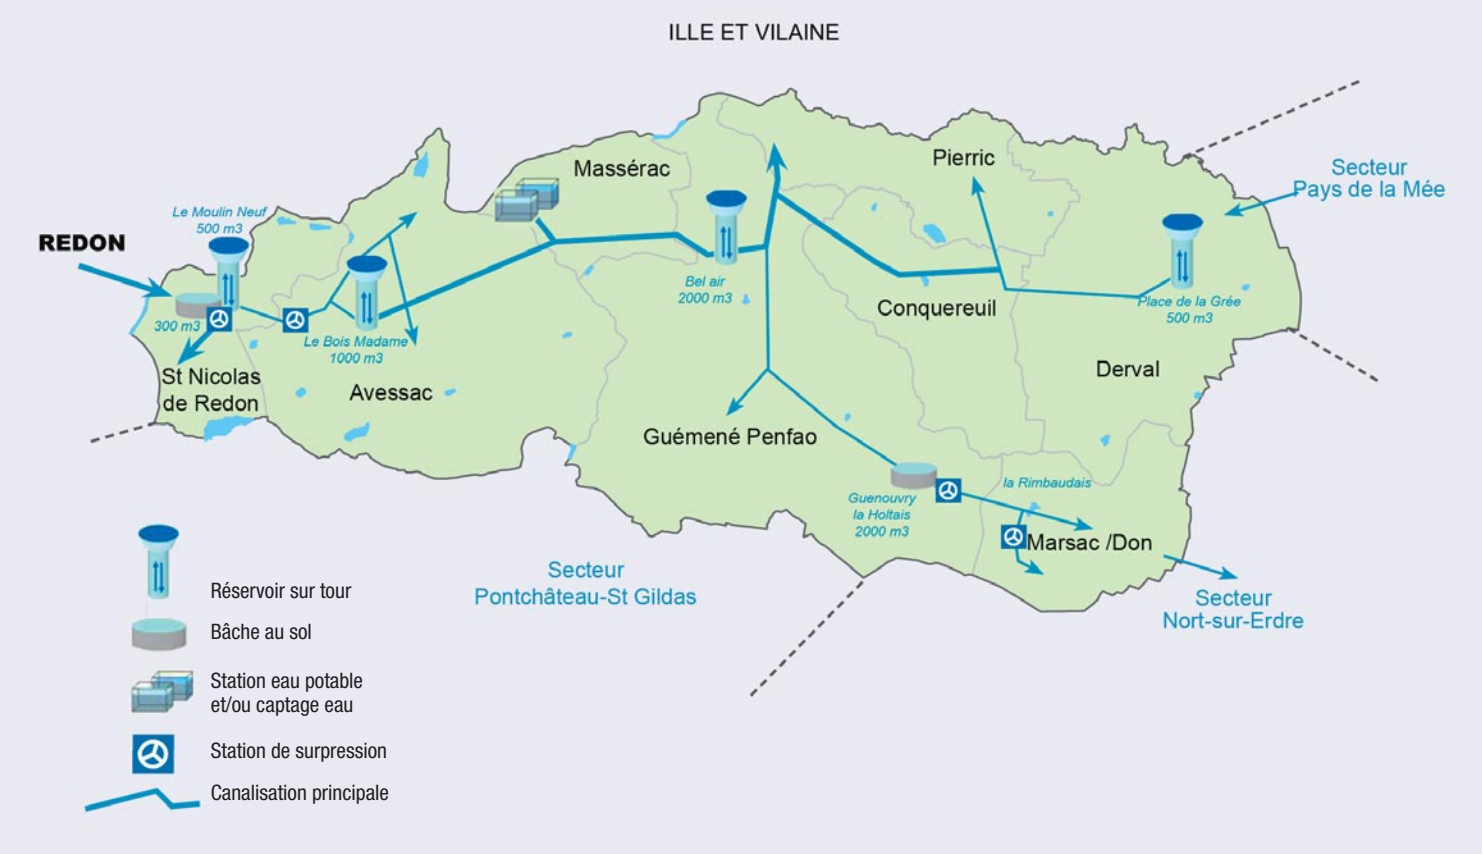 ILLE ET VILAINE
Massérac
Pierric
Secteur
Pays de la Mée
Le Moulin Neuf
500 m3
REDON
Bel air
2000 m3
Conquereuil
Place de la Grée
500 m3
300 m3
Le Bois Madame
1000 m3
St Nicolas
de Redon
Avessac
Derval
Guémené Penfao
Guenouvry
la Holtais
2000 m3
la Rimbaudais
Marsac /Don
Secteur
Pontchâteau-St Gildas
Secteur
Nort-sur-Erdre
Réservoir sur tour
Bâche au sol
Station eau potable
et/ou captage eau
Station de surpression
Canalisation principale